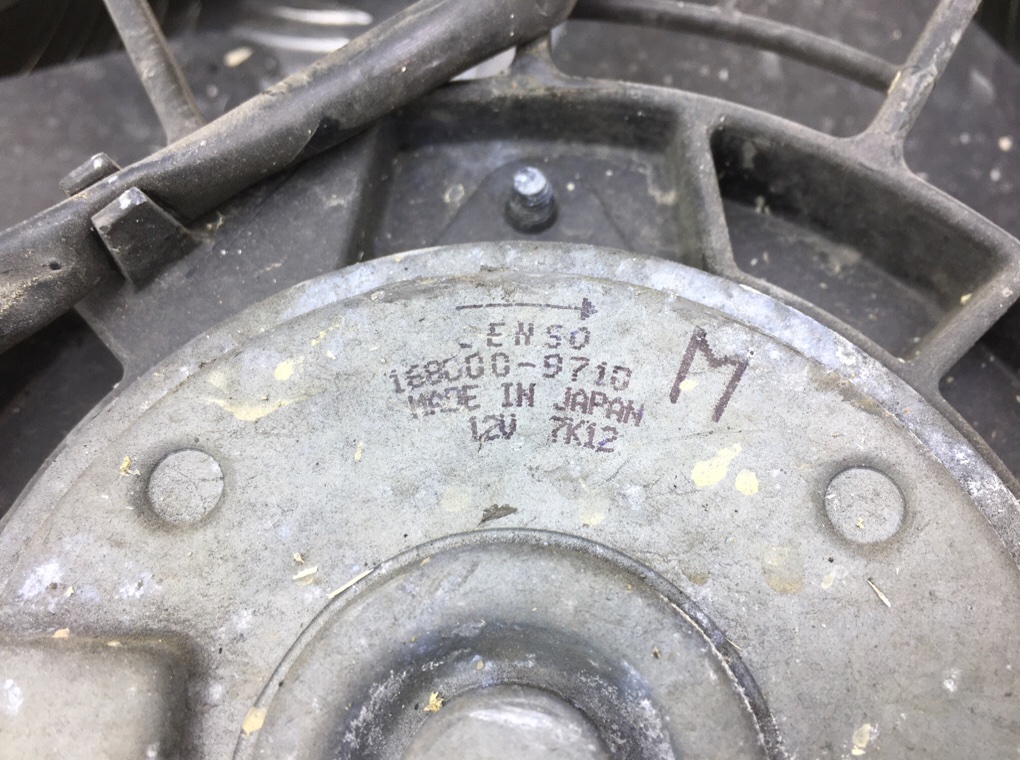 ENSO
168000-9710
M
MADE IN JAPAN
12V 7K12